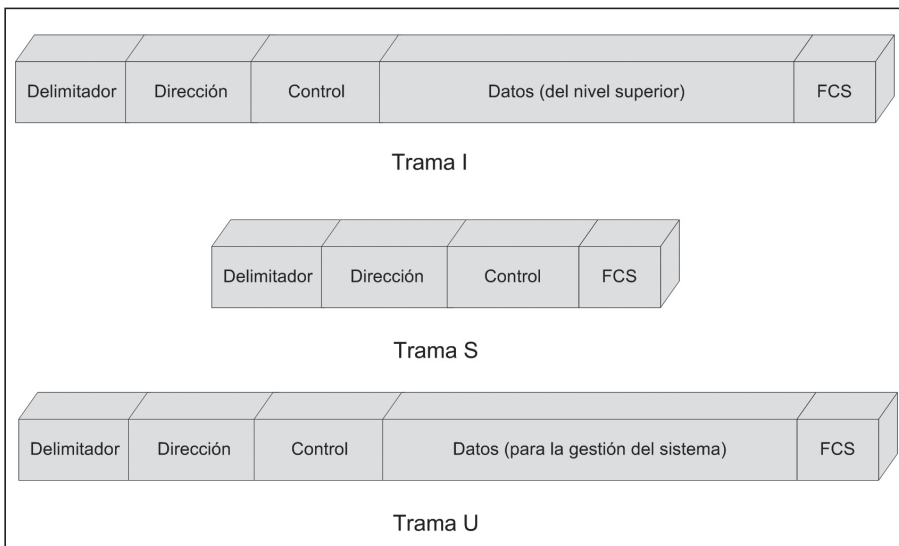 Delimitador Dirección Control Datos (del nivel superior) FCS
Trama I
Delimitador Dirección Control FCS
Trama S
Delimitador Dirección Control Datos (para la gestión del sistema) FCS
Trama U